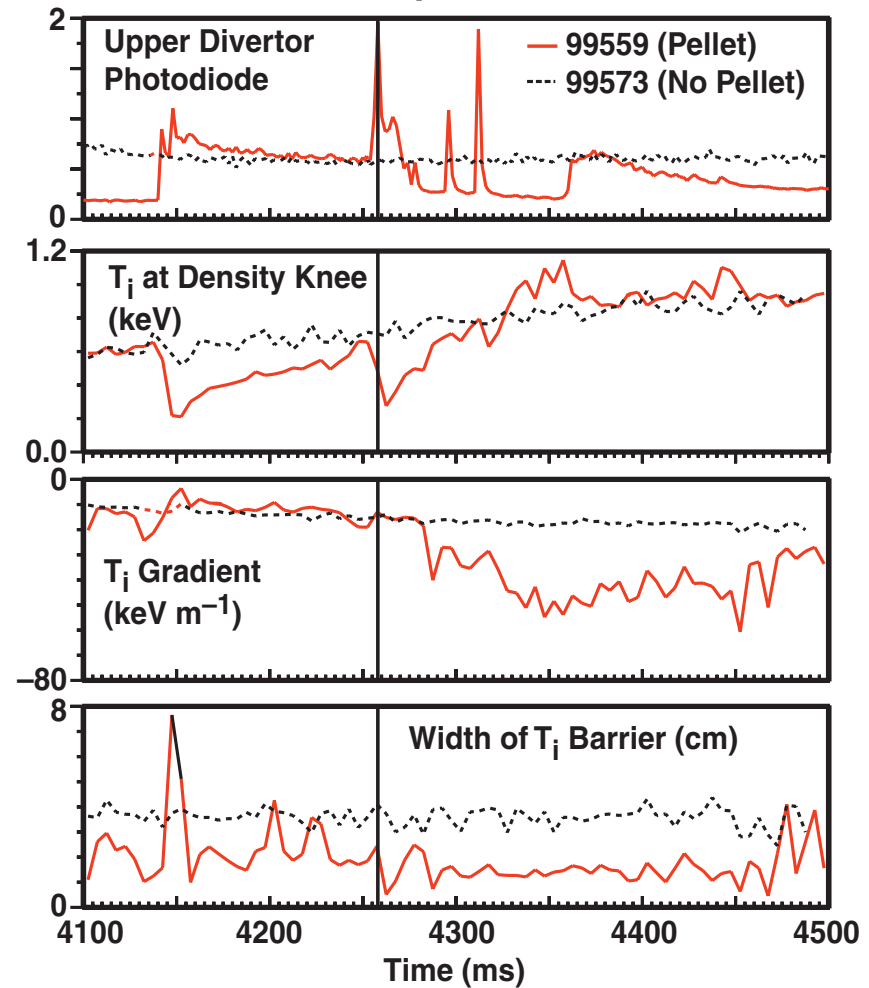 2
Upper Divertor
Photodiode
99559 (Pellet)
99573 (No Pellet)
0
1.2
Ti at Density Knee
(keV)
0.0
0
Ti Gradient
(keV m–1)
–80
8
Width of Ti Barrier (cm)
0
4100 4200 4300 4400 4500
Time (ms)